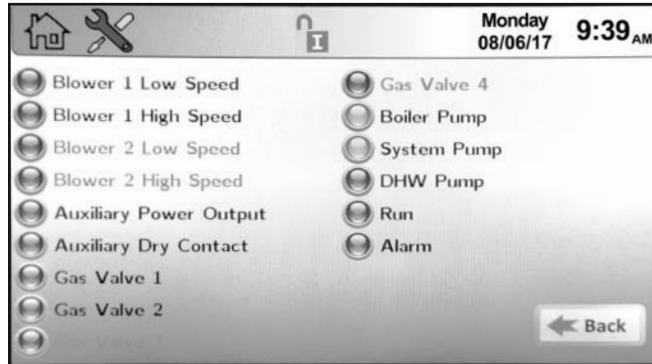 Monday
08/06/17
9:39 AM
I
Blower 1 Low Speed
Blower 1 High Speed
Blower 2 Low Speed
Blower 2 High Speed
Auxiliary Power Output
Auxiliary Dry Contact
Gas Valve 1
Gas Valve 2
Gas Valve 4
Boiler Pump
System Pump
DHW Pump
Run
Alarm
Back